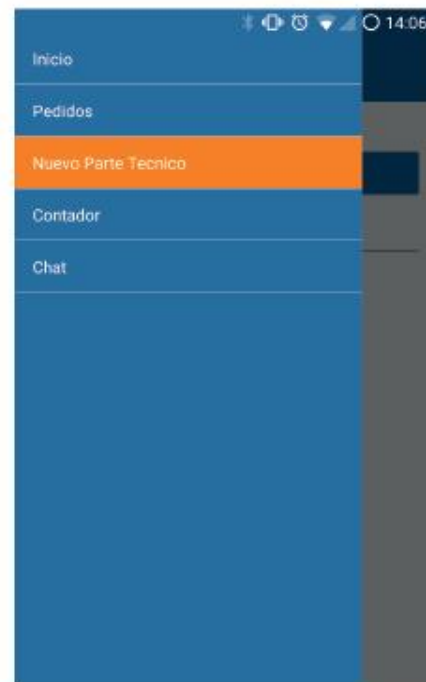 14:06
Inicio
Pedidos
Nuevo Parte Tecnico
Contador
Chat